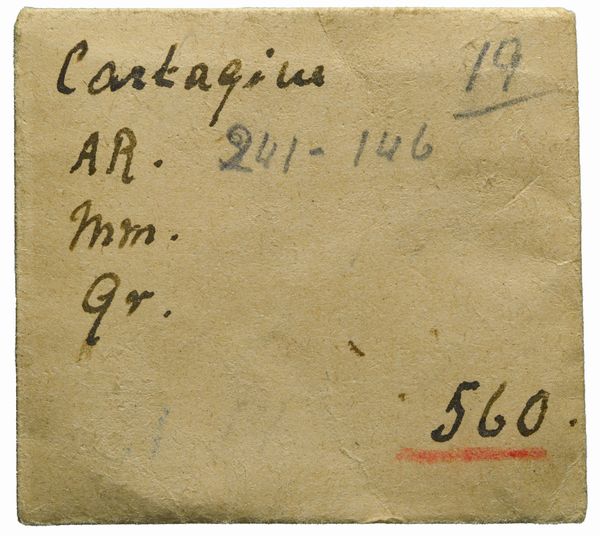 Cartagine 19
AR. 241-146
Mm.
Gr.
560.